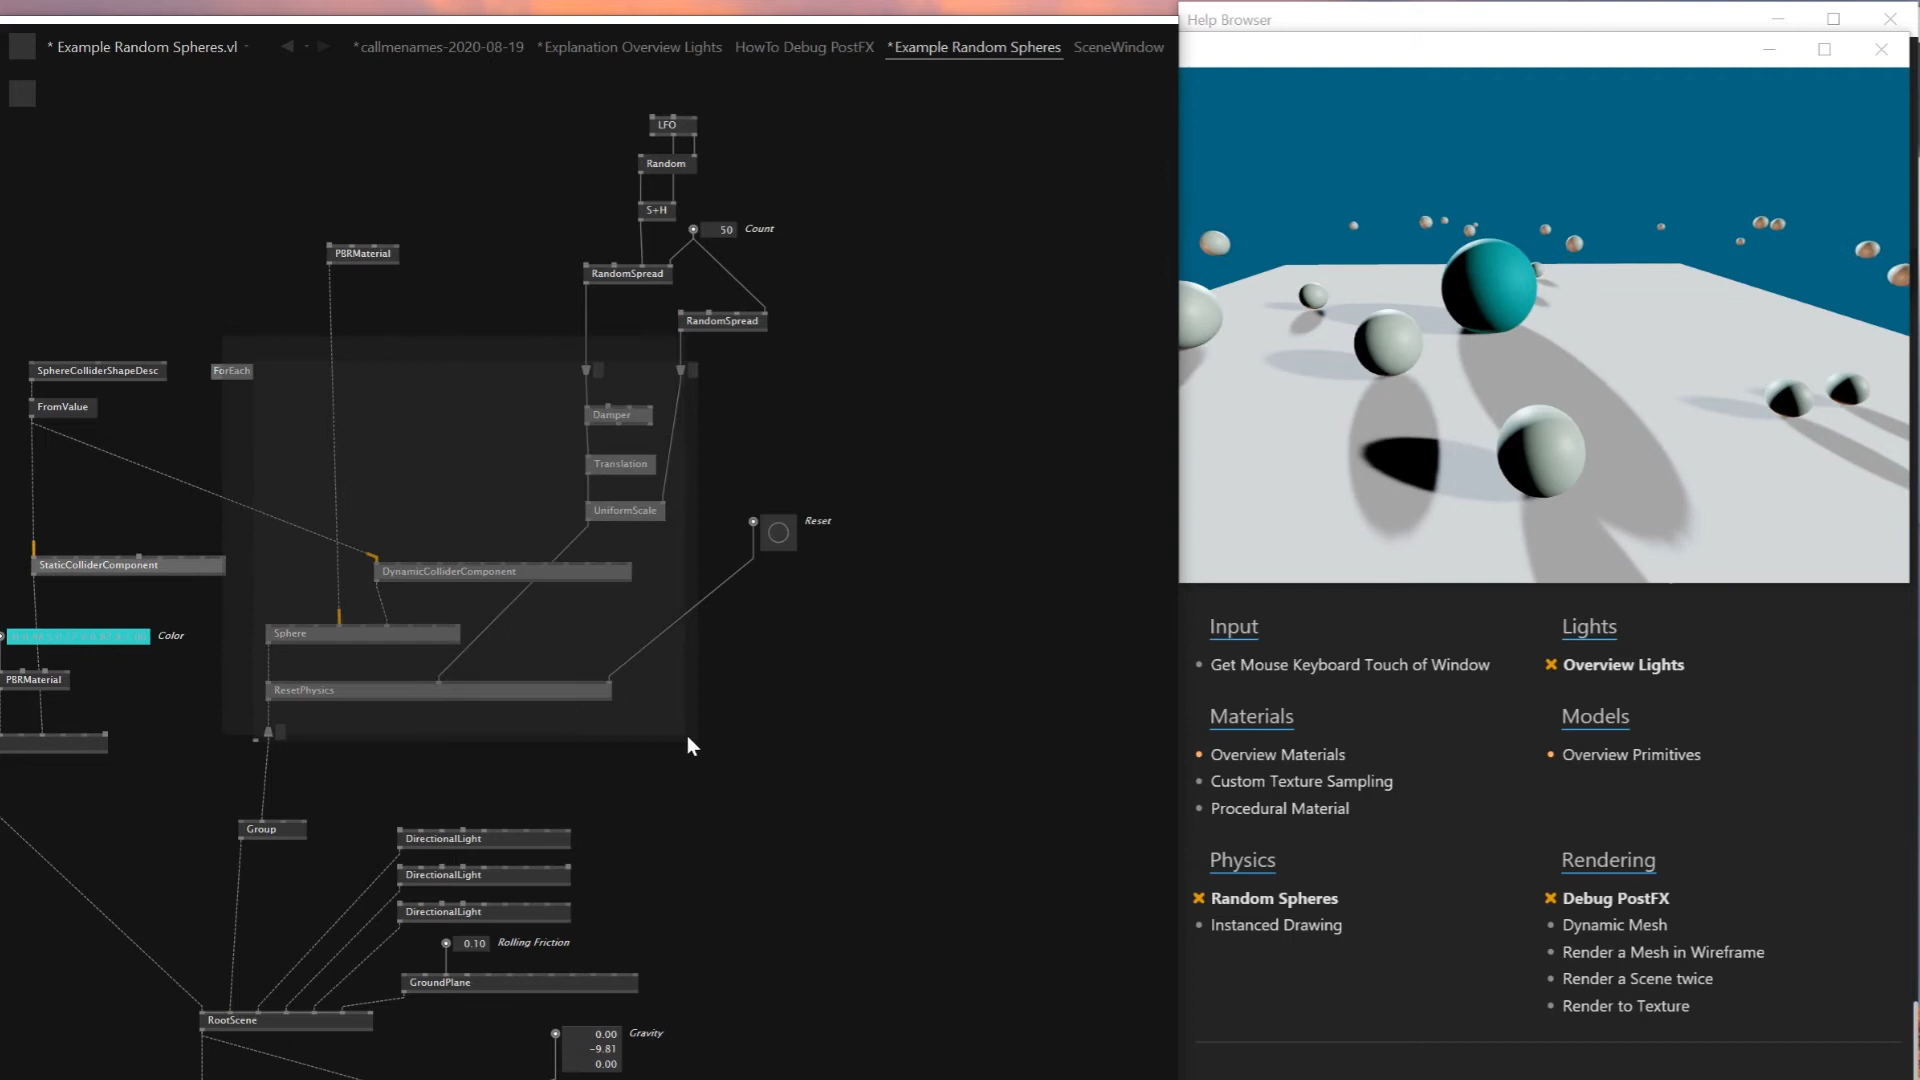 Help Browser
* Example Random Spheres.vl
*callmenames-2020-08-19
*Explanation Overview Lights
HowTo Debug PostFX
*Example Random Spheres
SceneWindow
LFO
Random
S+H
50
Count
PBRMaterial
RandomSpread
RandomSpread
SphereColliderShapeDesc
ForEach
FromValue
Damper
Translation
UniformScale
Reset
StaticColliderComponent
DynamicColliderComponent
Color
Sphere
PBRMaterial
ResetPhysics
Group
DirectionalLight
DirectionalLight
DirectionalLight
0.10
Rolling Friction
GroundPlane
RootScene
0.00
Gravity
-9.81
0.00
Input
Get Mouse Keyboard Touch of Window
Lights
Overview Lights
Materials
Overview Materials
Custom Texture Sampling
Procedural Material
Models
Overview Primitives
Physics
Random Spheres
Instanced Drawing
Rendering
Debug PostFX
Dynamic Mesh
Render a Mesh in Wireframe
Render a Scene twice
Render to Texture